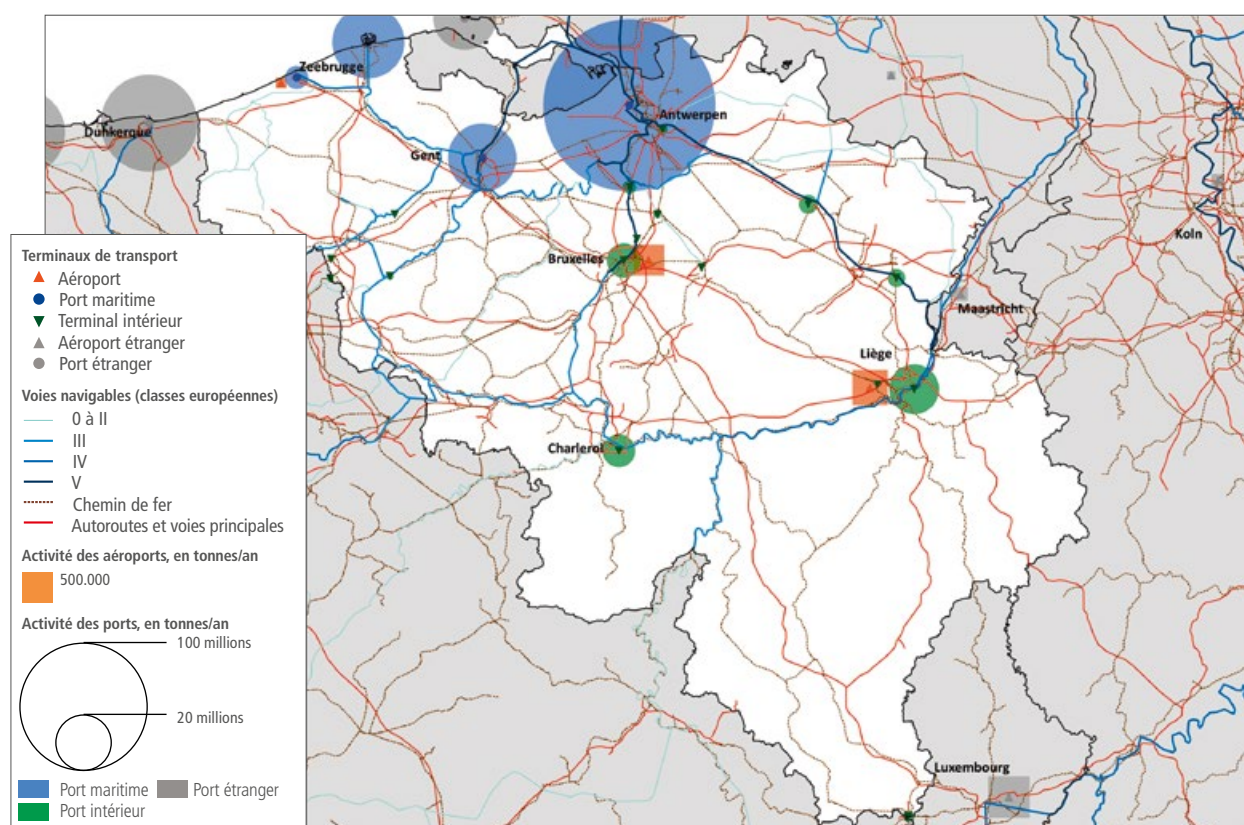 Zeebrugge
Dunkerque
Antwerpen
Gent
Koln
Bruxelles
Maastricht
Liège
Charleroi
Luxembourg
Terminaux de transport
Aéroport
Port maritime
Terminal intérieur
Aéroport étranger
Port étranger
Voies navigables (classes européennes)
0 à II
III
IV
V
Chemin de fer
Autoroutes et voies principales
Activité des aéroports, en tonnes/an
500.000
Activité des ports, en tonnes/an
100 millions
20 millions
Port maritime Port étranger
Port intérieur